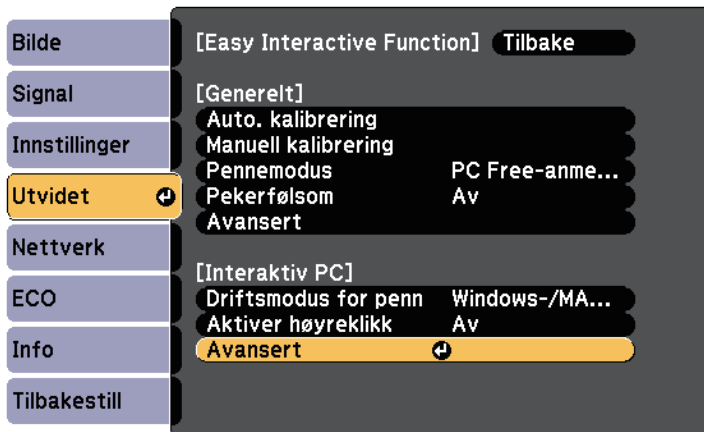 Bilde
Signal
Innstillinger
Utvidet
Nettverk
ECO
Info
Tilbakestill
[Easy Interactive Function] Tilbake
[Generelt]
Auto. kalibrering
Manuell kalibrering
Pennemodus PC Free-anme...
Pekerfølsom Av
Avansert
[Interaktiv PC]
Driftsmodus for penn Windows-/MA...
Aktiver høyreklikk Av
Avansert